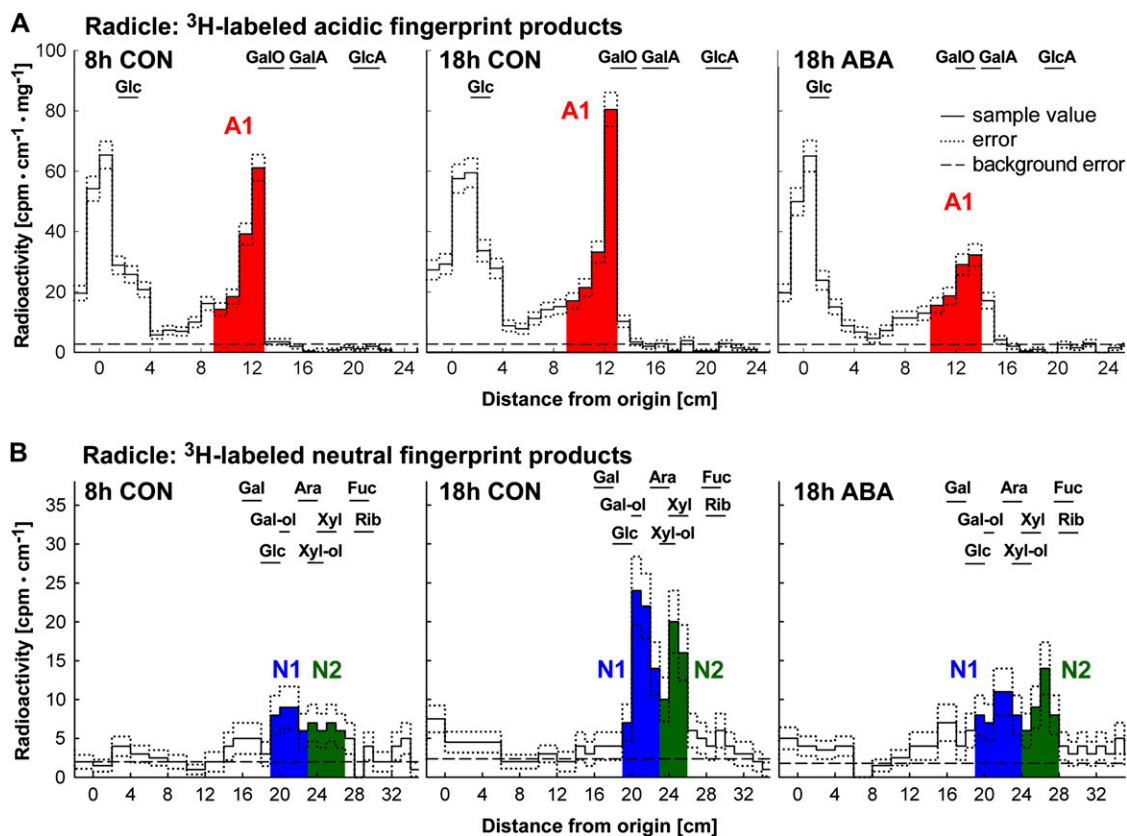 A Radicle: ³H-labeled acidic fingerprint products
8h CON
18h CON
18h ABA
GalO GalA GlcA
Glc
GalO GalA GlcA
Glc
GalO GalA GlcA
Glc
A1
A1
A1
sample value
error
background error
Radioactivity [cpm • cm⁻¹ • mg⁻¹]
100
80
60
40
20
0
0 4 8 12 16 20 24
0 4 8 12 16 20 24
0 4 8 12 16 20 24
Distance from origin [cm]
B Radicle: ³H-labeled neutral fingerprint products
8h CON
18h CON
18h ABA
Gal Ara Fuc
Gal-ol Xyl Rib
Glc Xyl-ol
Gal Ara Fuc
Gal-ol Xyl Rib
Glc Xyl-ol
Gal Ara Fuc
Gal-ol Xyl Rib
Glc Xyl-ol
N1 N2
N1 N2
N1 N2
Radioactivity [cpm • cm⁻¹]
35
30
25
20
15
10
5
0
0 4 8 12 16 20 24 28 32
0 4 8 12 16 20 24 28 32
0 4 8 12 16 20 24 28 32
Distance from origin [cm]